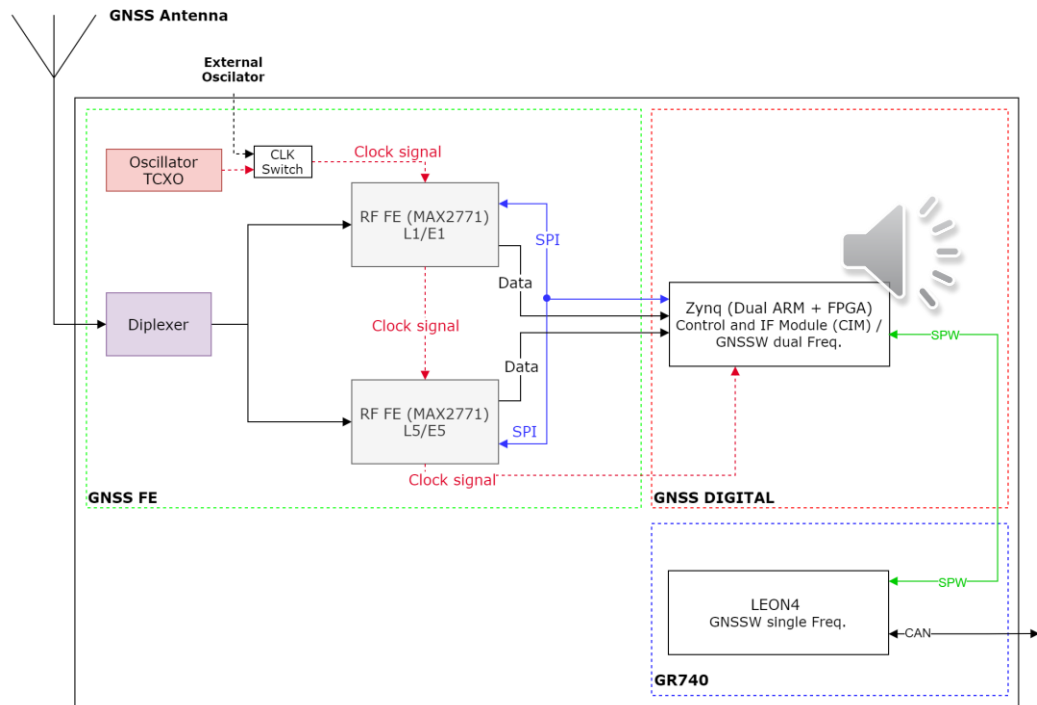 GNSS Antenna
External
Oscilator
Oscillator
TCXO
CLK
Switch
Clock signal
RF FE (MAX2771)
L1/E1
SPI
Data
Diplexer
Clock signal
Zynq (Dual ARM + FPGA)
Control and IF Module (CIM) /
GNSSW dual Freq.
SPW
Data
RF FE (MAX2771)
L5/E5
SPI
Clock signal
GNSS FE
GNSS DIGITAL
SPW
LEON4
GNSSW single Freq.
CAN
GR740